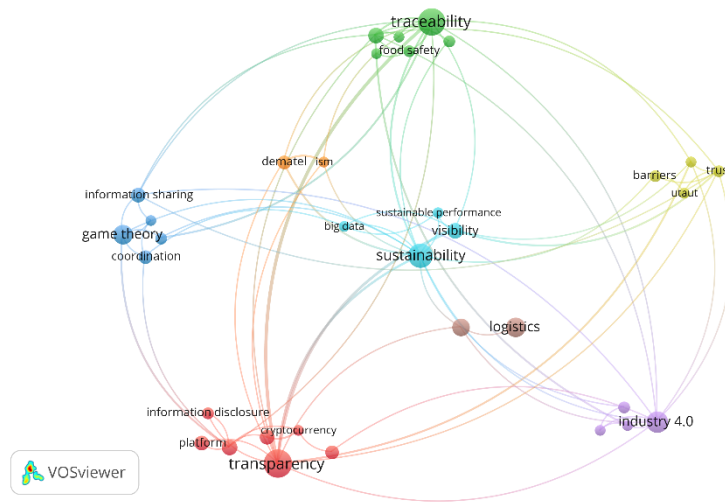 traceability
food safety
dematel
ism
barriers
trus
utaut
information sharing
game theory
coordination
sustainable performance
big data
visibility
sustainability
logistics
information disclosure
cryptocurrency
platform
transparency
industry 4.0
VOSviewer